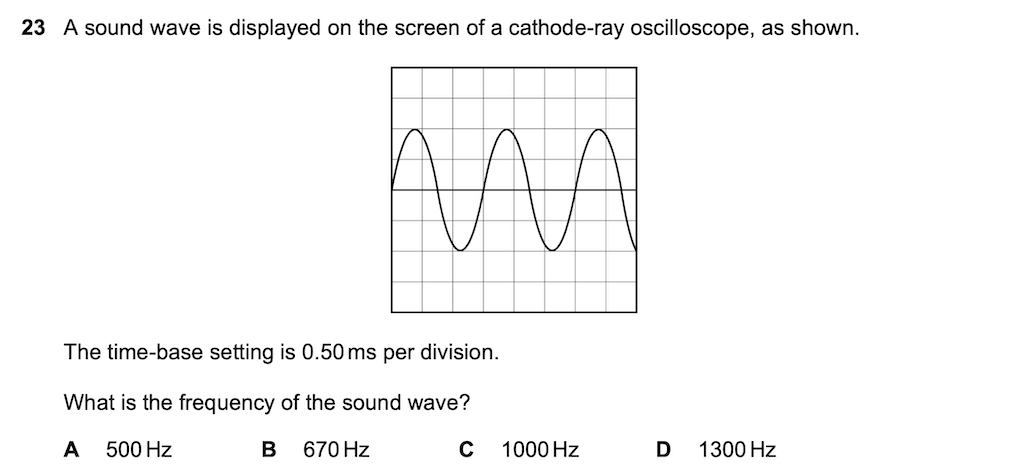 23 A sound wave is displayed on the screen of a cathode-ray oscilloscope, as shown.
The time-base setting is 0.50 ms per division.
What is the frequency of the sound wave?
A 500 Hz B 670 Hz C 1000 Hz D 1300 Hz